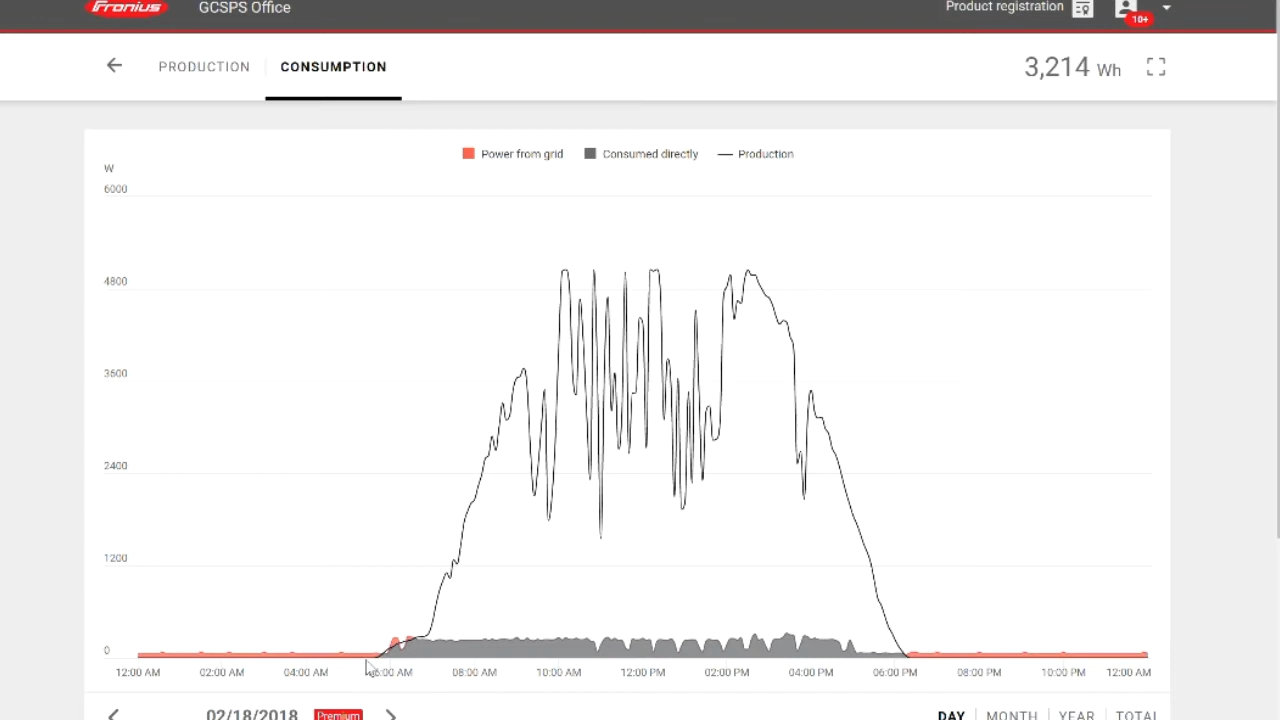 Fronius GCSPS Office Product registration 10+
PRODUCTION CONSUMPTION 3,214 Wh
Power from grid Consumed directly Production
W
6000
4800
3600
2400
1200
0
12:00 AM 02:00 AM 04:00 AM 06:00 AM 08:00 AM 10:00 AM 12:00 PM 02:00 PM 04:00 PM 06:00 PM 08:00 PM 10:00 PM 12:00 AM
02/18/2018 Premium DAY MONTH YEAR TOTAL